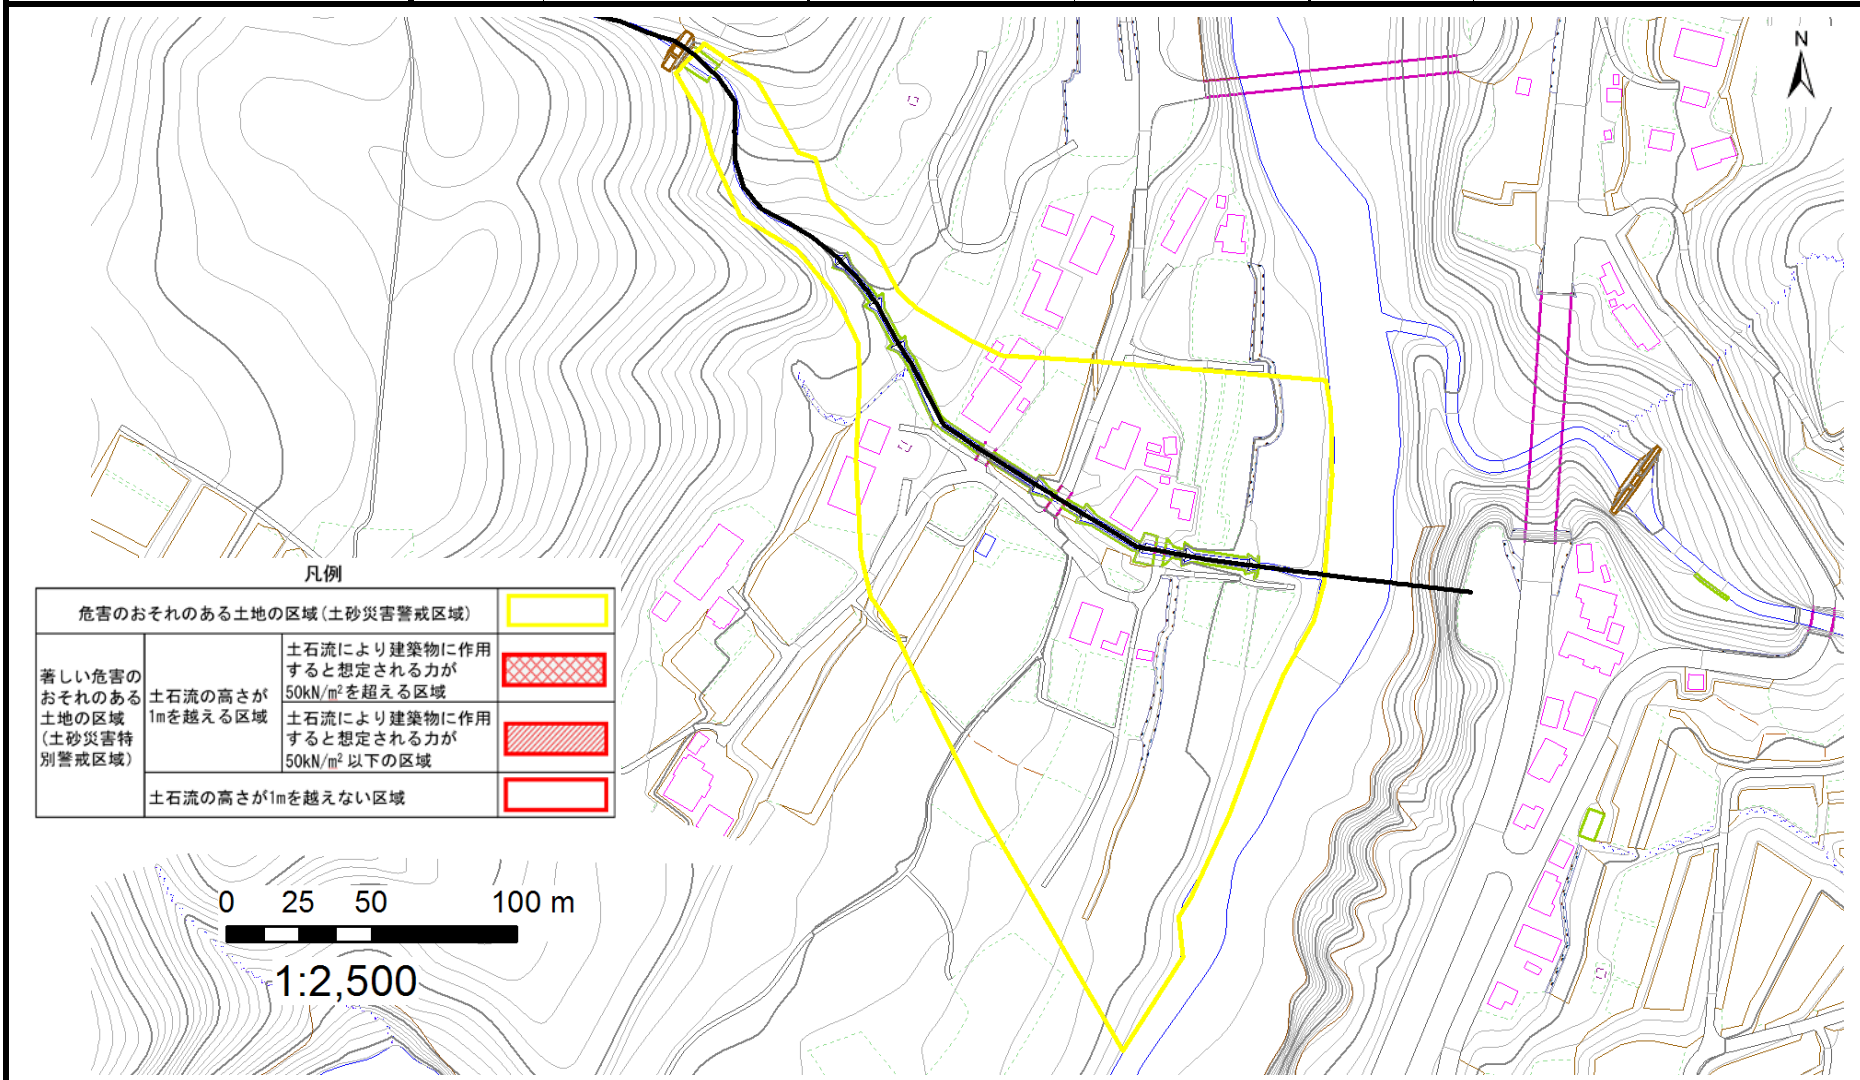 N
凡例
危害のおそれのある土地の区域(土砂災害警戒区域)
著しい危害の
おそれのある
土地の区域
(土砂災害特
別警戒区域)
土石流の高さが
1mを越える区域
土石流により建築物に作用
すると想定される力が
50kN/m²を超える区域
土石流により建築物に作用
すると想定される力が
50kN/m²以下の区域
土石流の高さが1mを越えない区域
0 25 50 100 m
1:2,500